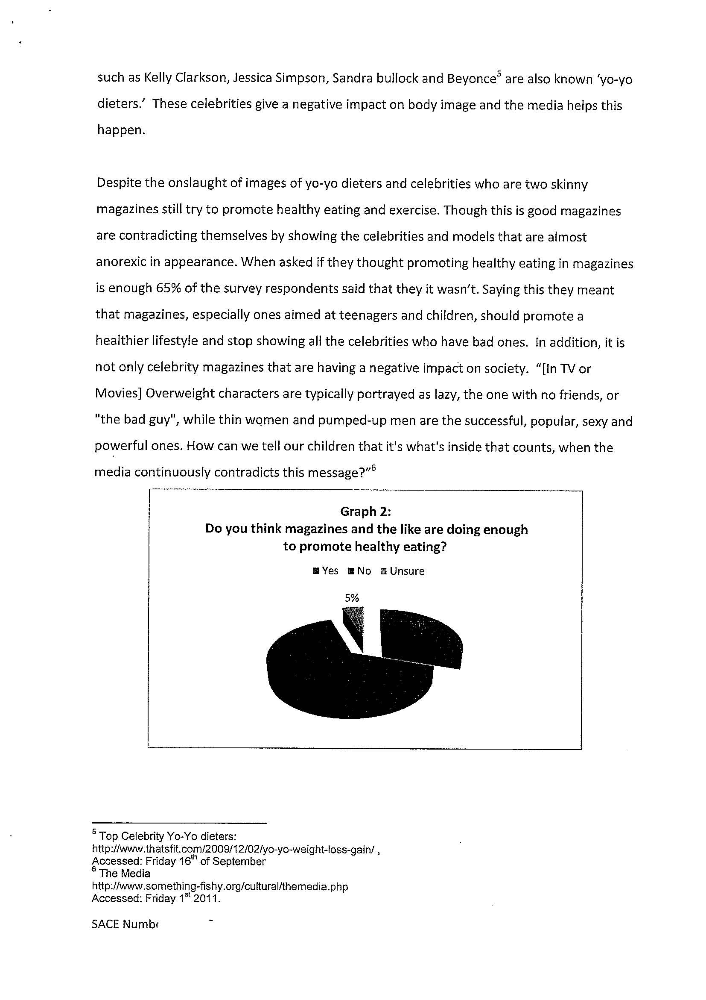 such as Kelly Clarkson, Jessica Simpson, Sandra bullock and Beyonce5 are also known ‘yo-yo
dieters.’ These celebrities give a negative impact on body image and the media helps this
happen.
Despite the onslaught of images of yo-yo dieters and celebrities who are two skinny
magazines still try to promote healthy eating and exercise. Though this is good magazines
are contradicting themselves by showing the celebrities and models that are almost
anorexic in appearance. When asked if they thought promoting healthy eating in magazines
is enough 65% of the survey respondents said that they it wasn’t. Saying this they meant
that magazines, especially ones aimed at teenagers and children, should promote a
healthier lifestyle and stop showing all the celebrities who have bad ones. In addition, it is
not only celebrity magazines that are having a negative impact on society. “[In TV or
Movies] Overweight characters are typically portrayed as lazy, the one with no friends, or
"the bad guy", while thin women and pumped-up men are the successful, popular, sexy and
powerful ones. How can we tell our children that it's what's inside that counts, when the
media continuously contradicts this message?”6
Graph 2:
Do you think magazines and the like are doing enough
to promote healthy eating?
Yes No Unsure
5%
5 Top Celebrity Yo-Yo dieters:
http://www.thatsfit.com/2009/12/02/yo-yo-weight-loss-gain/ ,
Accessed: Friday 16th of September
6 The Media
http://www.something-fishy.org/cultural/themedia.php
Accessed: Friday 1st 2011.
SACE